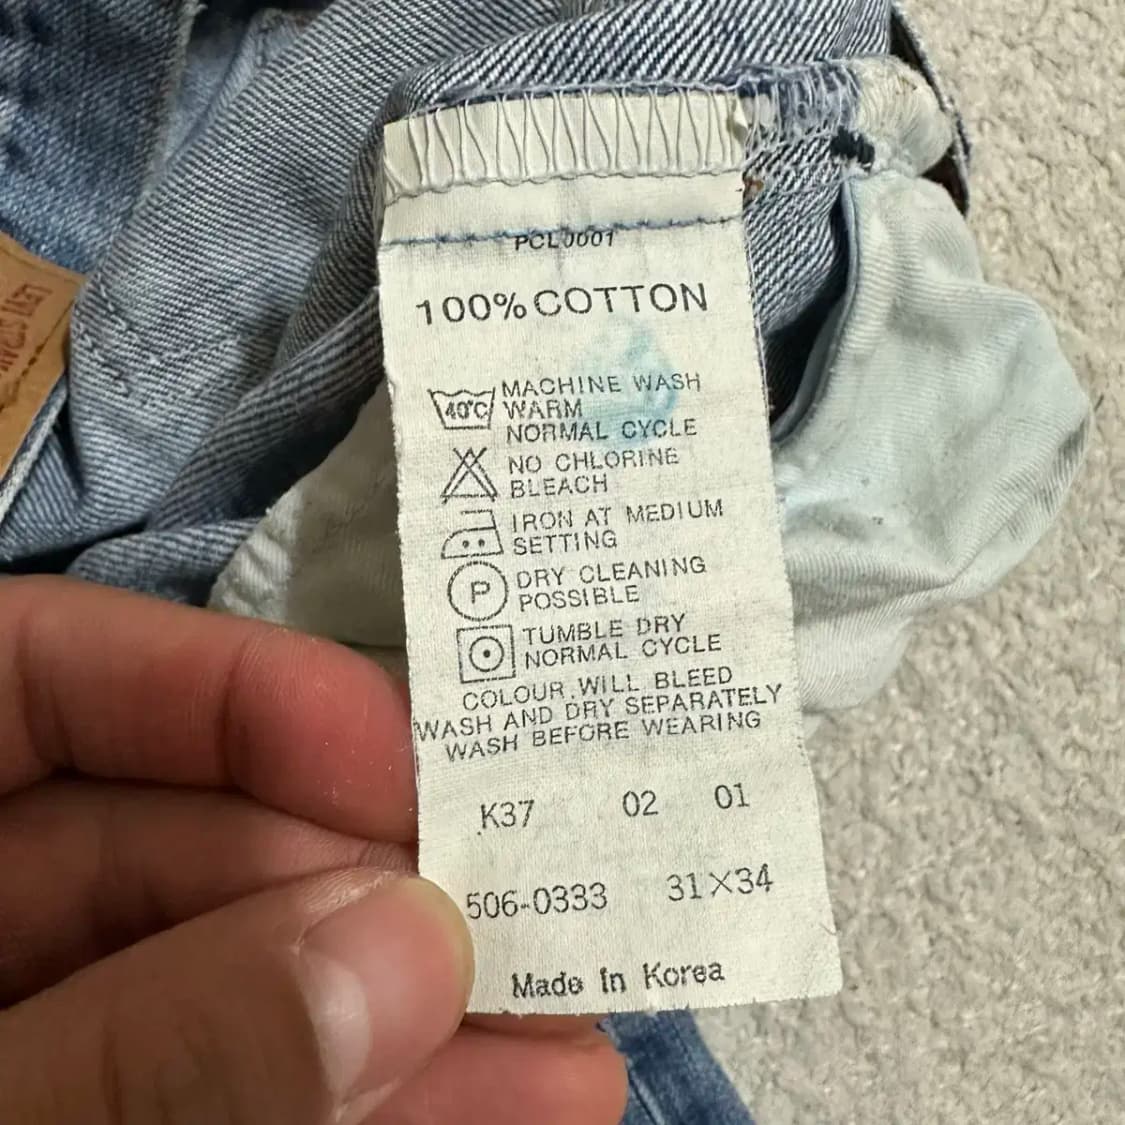 PCL0001
100% COTTON
40°C
MACHINE WASH
WARM
NORMAL CYCLE
NO CHLORINE
BLEACH
IRON AT MEDIUM
SETTING
P
DRY CLEANING
POSSIBLE
TUMBLE DRY
NORMAL CYCLE
COLOUR WILL BLEED
WASH AND DRY SEPARATELY
WASH BEFORE WEARING
K37 02 01
506-0333 31×34
Made In Korea